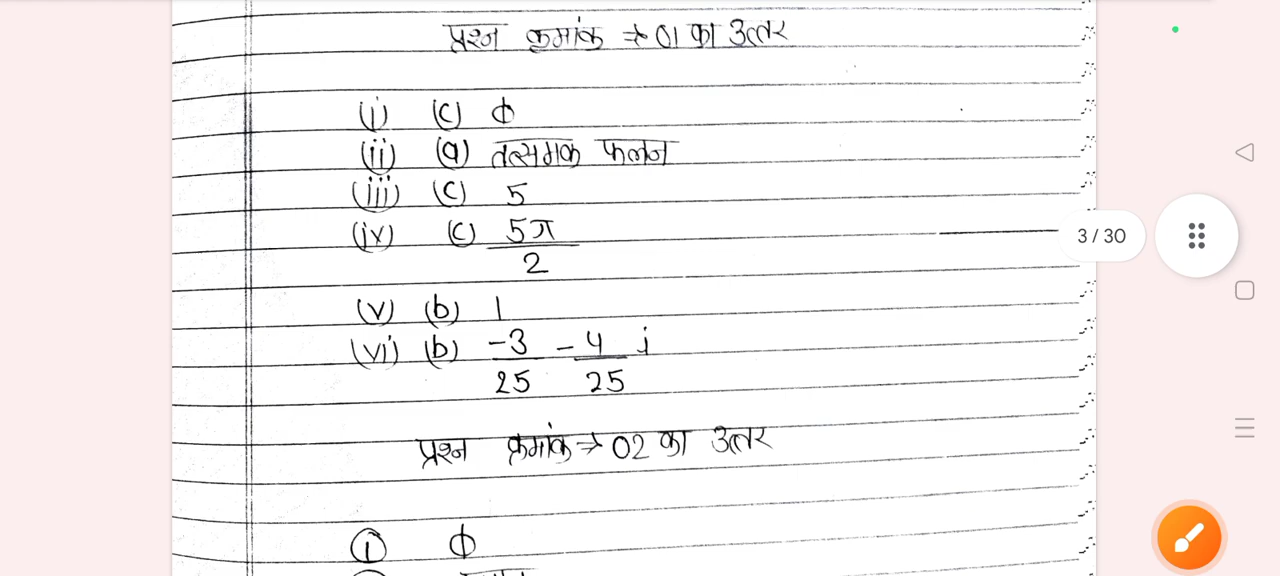 प्रश्न क्रमांक → 01 का उत्तर
(i) (c) ф
(ii) (a) तत्समक फलन
(iii) (c) 5
(iv) (c) 5π
2
3 / 30
(v) (b) 1
(vi) (b) -3 - 4 i
25 25
प्रश्न क्रमांक → 02 का उत्तर
(i) ф